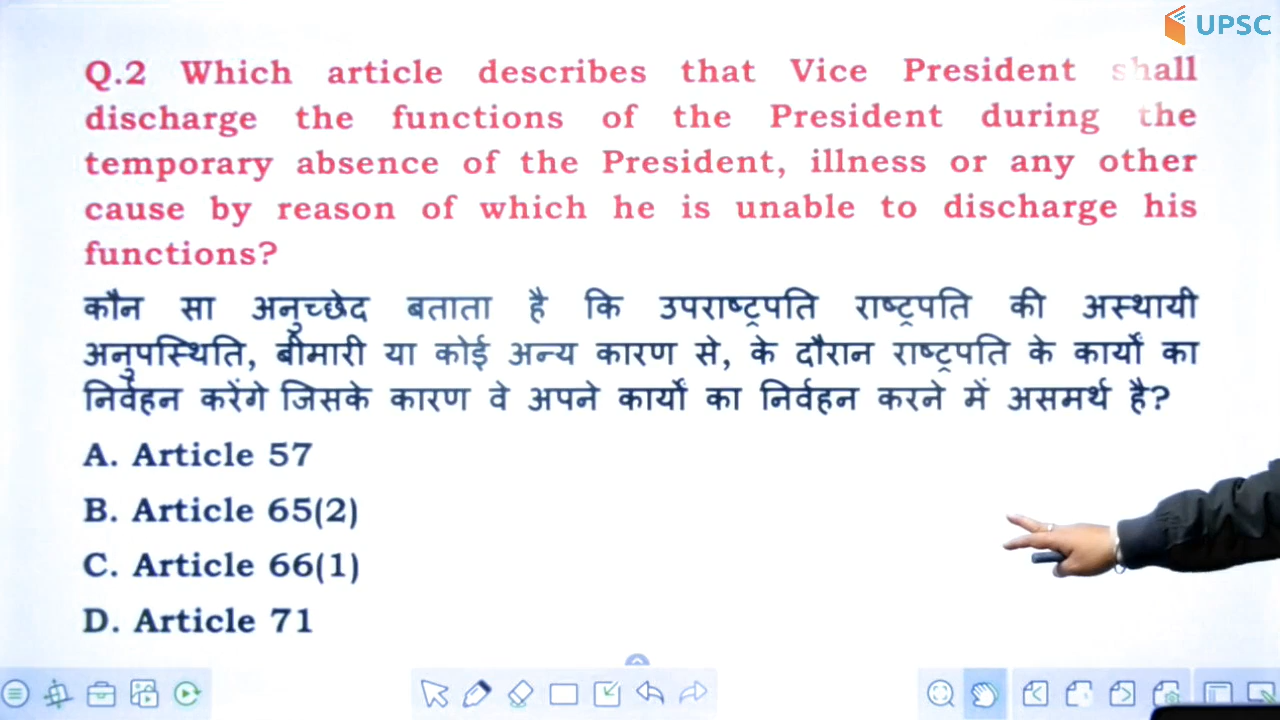 UPSC
Q.2 Which article describes that Vice President shall
discharge the functions of the President during the
temporary absence of the President, illness or any other
cause by reason of which he is unable to discharge his
functions?
कौन सा अनुच्छेद बताता है कि उपराष्ट्रपति राष्ट्रपति की अस्थायी
अनुपस्थिति, बीमारी या कोई अन्य कारण से, के दौरान राष्ट्रपति के कार्यों का
निर्वहन करेंगे जिसके कारण वे अपने कार्यों का निर्वहन करने में असमर्थ है?
A. Article 57
B. Article 65(2)
C. Article 66(1)
D. Article 71